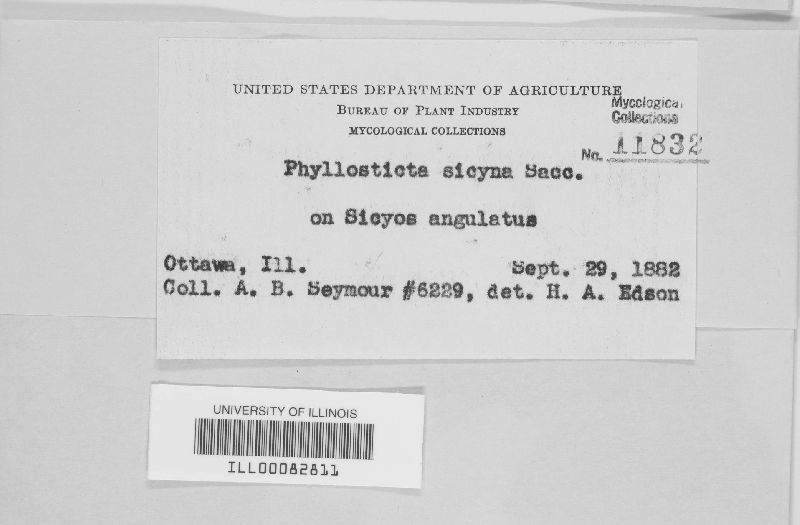 UNITED STATES DEPARTMENT OF AGRICULTURE
BUREAU OF PLANT INDUSTRY
MYCOLOGICAL COLLECTIONS
Mycological
Collections
No. 11832
Phyllosticta sicyna Sacc.
on Sicyos angulatus
Ottawa, Ill. Sept. 29, 1882
Coll. A. B. Seymour #6229, det. H. A. Edson
UNIVERSITY OF ILLINOIS
ILL00082811